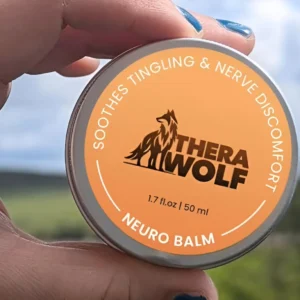 SOOTHES TINGLING & NERVE DISCOMFORT
THERA
WOLF
1.7 fl.oz | 50 ml
NEURO BALM